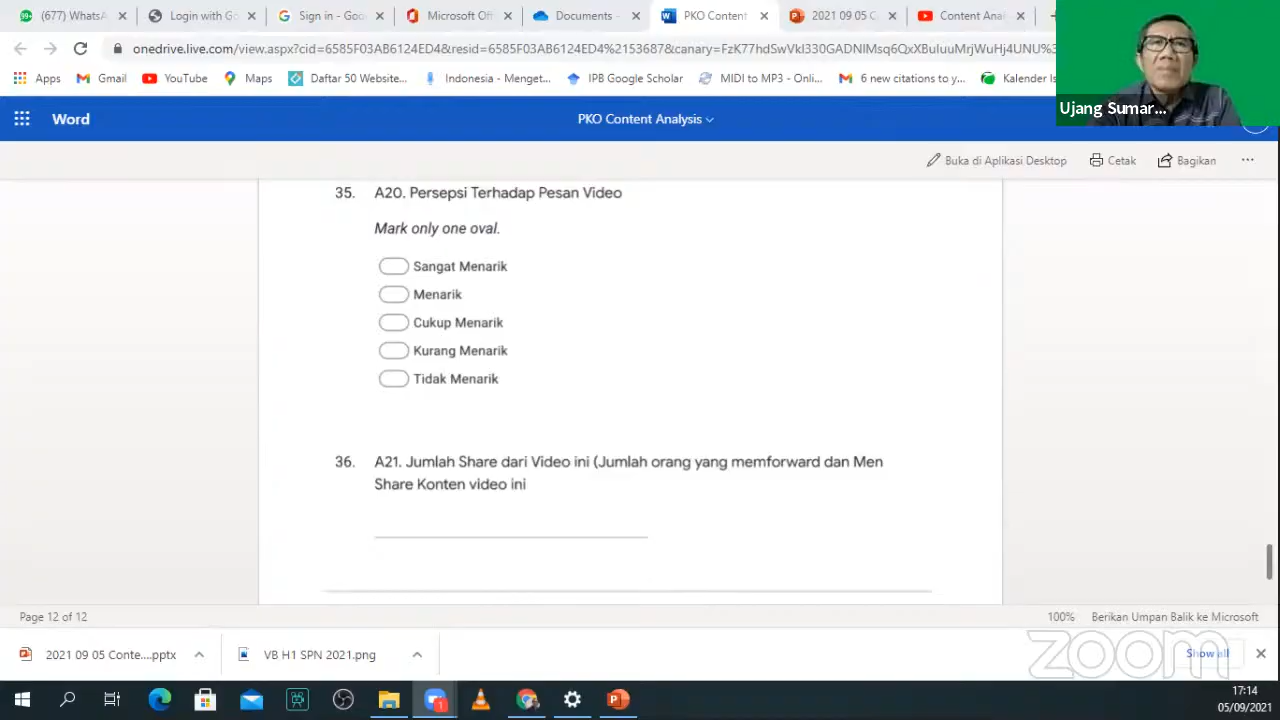 (677) WhatsA
Login with Go
Sign in - Goo
Microsoft Off
Documents -
PKO Content
2021 09 05 C
Content Anal
onedrive.live.com/view.aspx?cid=6585F03AB6124ED4&resid=6585F03AB6124ED4%2153687&canary=
Apps
Gmail
YouTube
Maps
Daftar 50 Website...
Indonesia - Menget...
IPB Google Scholar
MIDI to MP3 - Onli...
6 new citations to y...
Kalender Is
Ujang Sumar...
Word
PKO Content Analysis
Buka di Aplikasi Desktop
Cetak
Bagikan
35. A20. Persepsi Terhadap Pesan Video
Mark only one oval.
Sangat Menarik
Menarik
Cukup Menarik
Kurang Menarik
Tidak Menarik
36. A21. Jumlah Share dari Video ini (Jumlah orang yang memforward dan Men
Share Konten video ini
Page 12 of 12
100%
Berikan Umpan Balik ke Microsoft
2021 09 05 Conte....pptx
VB H1 SPN 2021.png
zoom
Show all
17:14
05/09/2021